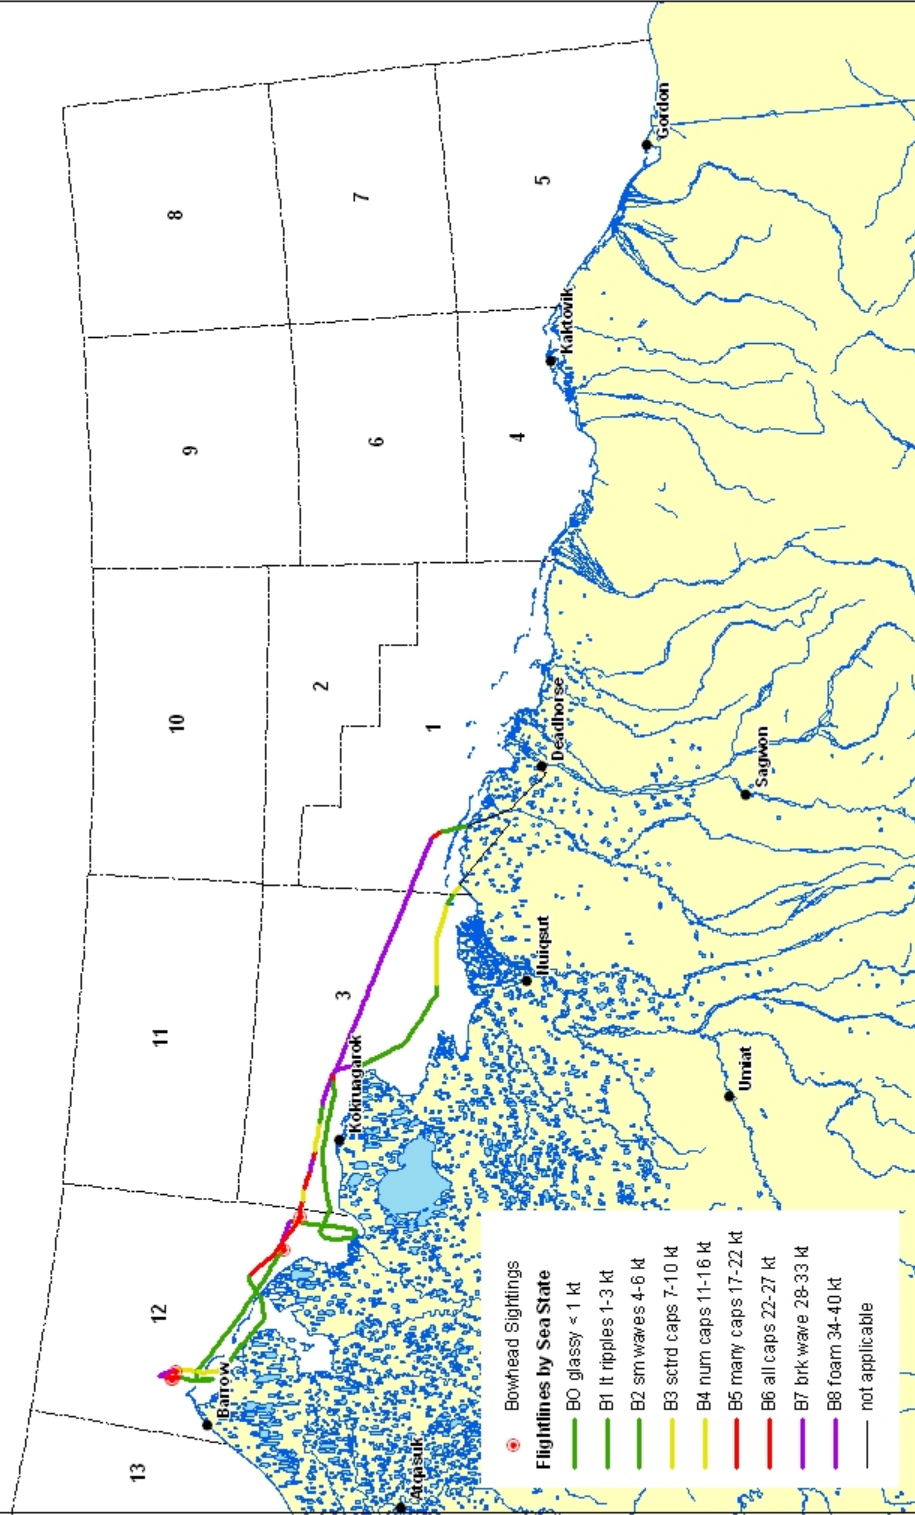 8
7
5
Gordon
9
6
4
Kaktovik
10
2
1
Deadhorse
Sagwon
11
3
Kokruagarok
Nuiqsut
Umiat
12
Barrow
13
Atqasuk
Bowhead Sightings
Flightlines by Sea State
B0 glassy < 1 kt
B1 lt ripples 1-3 kt
B2 sm waves 4-6 kt
B3 sctrd caps 7-10 kt
B4 num caps 11-16 kt
B5 many caps 17-22 kt
B6 all caps 22-27 kt
B7 brk wave 28-33 kt
B8 foam 34-40 kt
not applicable